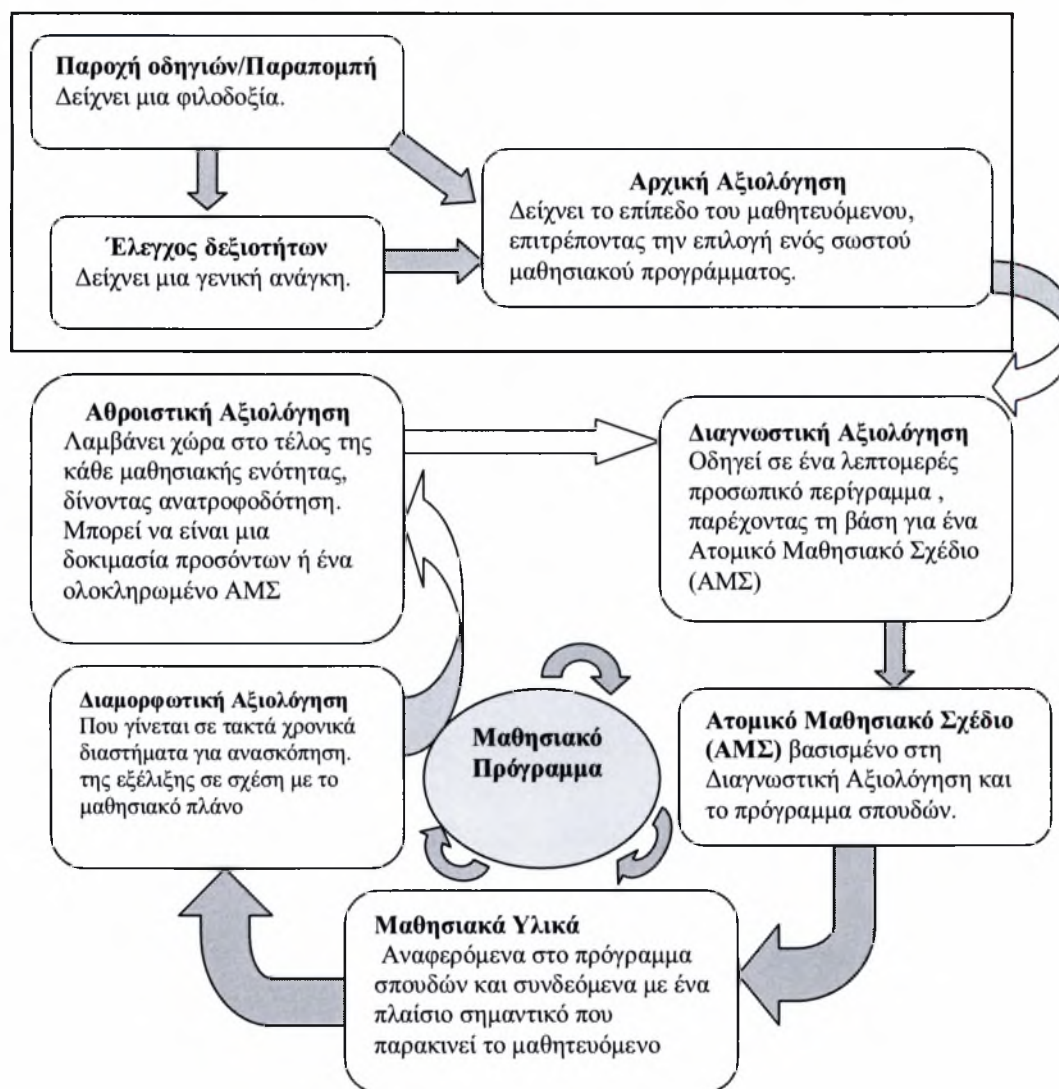 Παροχή οδηγιών/Παραπομπή
Δείχνει μια φιλοδοξία.
Αρχική Αξιολόγηση
Δείχνει το επίπεδο του μαθητευόμενου,
επιτρέποντας την επιλογή ενός σωστού
μαθησιακού προγράμματος.
Έλεγχος δεξιοτήτων
Δείχνει μια γενική ανάγκη.
Αθροιστική Αξιολόγηση
Λαμβάνει χώρα στο τέλος της
κάθε μαθησιακής ενότητας,
δίνοντας ανατροφοδότηση.
Μπορεί να είναι μια
δοκιμασία προσόντων ή ένα
ολοκληρωμένο ΑΜΣ
Διαγνωστική Αξιολόγηση
Οδηγεί σε ένα λεπτομερές
προσωπικό περίγραμμα ,
παρέχοντας τη βάση για ένα
Ατομικό Μαθησιακό Σχέδιο
(ΑΜΣ)
Διαμορφωτική Αξιολόγηση
Που γίνεται σε τακτά χρονικά
διαστήματα για ανασκόπηση.
της εξέλιξης σε σχέση με το
μαθησιακό πλάνο
Μαθησιακό
Πρόγραμμα
Ατομικό Μαθησιακό Σχέδιο
(ΑΜΣ) βασισμένο στη
Διαγνωστική Αξιολόγηση και
το πρόγραμμα σπουδών.
Μαθησιακά Υλικά
Αναφερόμενα στο πρόγραμμα
σπουδών και συνδεόμενα με ένα
πλαίσιο σημαντικό που
παρακινεί το μαθητευόμενο